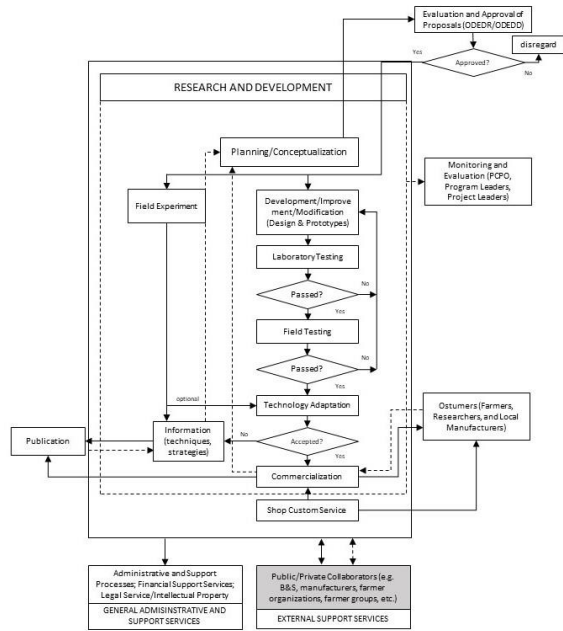 Evaluation and Approval of
Proposals (ODEDR/ODEDD)
disregard
Yes
Approved?
No
RESEARCH AND DEVELOPMENT
Planning/Conceptualization
Monitoring and
Evaluation (PCPO,
Program Leaders,
Project Leaders)
Field Experiment
Development/Improve
ment/Modification
(Design & Prototypes)
Laboratory Testing
No
Passed?
Yes
Field Testing
No
Passed?
Yes
optional
Technology Adaptation
Ostumers (Farmers,
Researchers, and Local
Manufacturers)
Publication
Information
(techniques,
strategies)
No
Accepted?
Yes
Commercialization
Shop Custom Service
Administrative and Support
Processes; Financial Support Services;
Legal Service/Intellectual Property
GENERAL ADMISINSTRATIVE AND
SUPPORT SERVICES
Public/Private Collaborators (e.g.
B&S, manufacturers, farmer
organizations, farmer groups, etc.)
EXTERNAL SUPPORT SERVICES